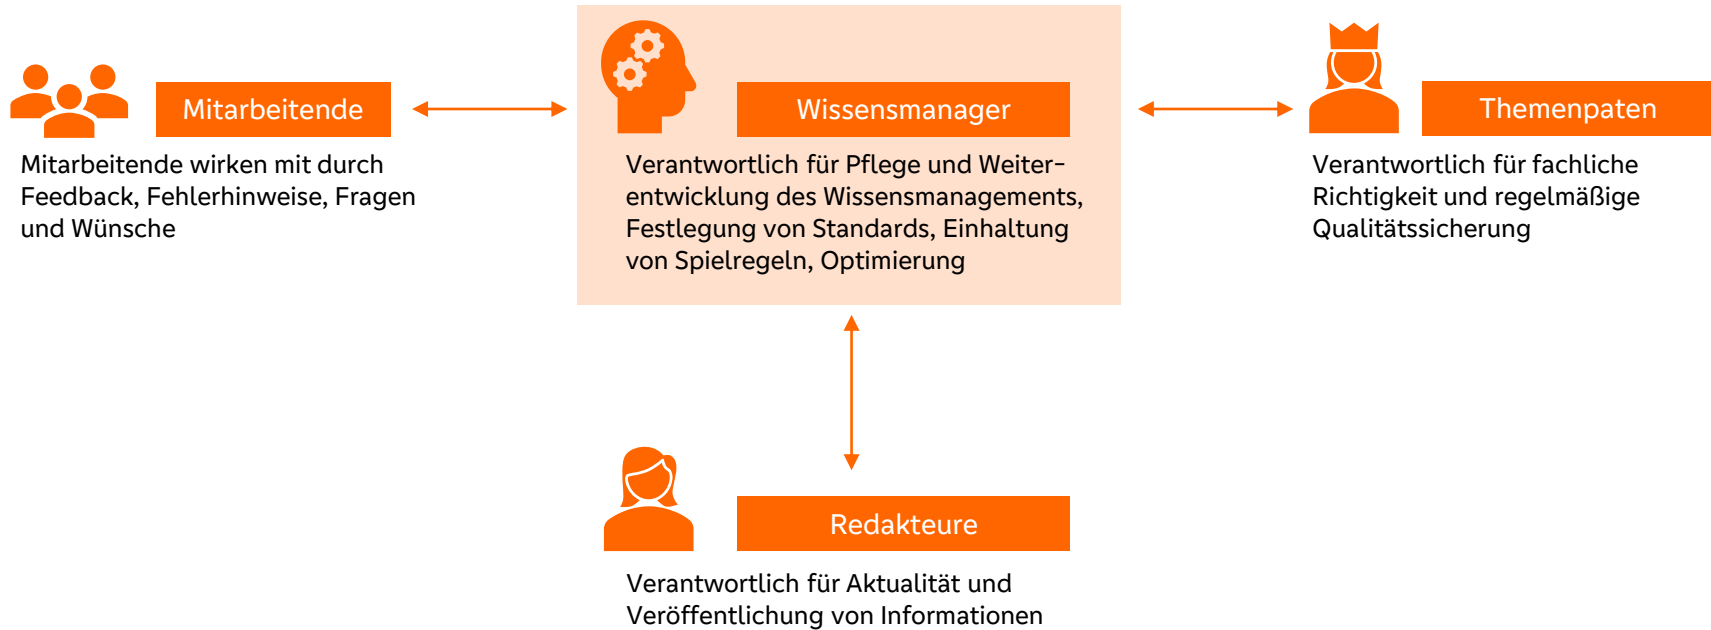 Mitarbeitende
Mitarbeitende wirken mit durch
Feedback, Fehlerhinweise, Fragen
und Wünsche
Wissensmanager
Verantwortlich für Pflege und Weiter-
entwicklung des Wissensmanagements,
Festlegung von Standards, Einhaltung
von Spielregeln, Optimierung
Themenpaten
Verantwortlich für fachliche
Richtigkeit und regelmäßige
Qualitätssicherung
Redakteure
Verantwortlich für Aktualität und
Veröffentlichung von Informationen